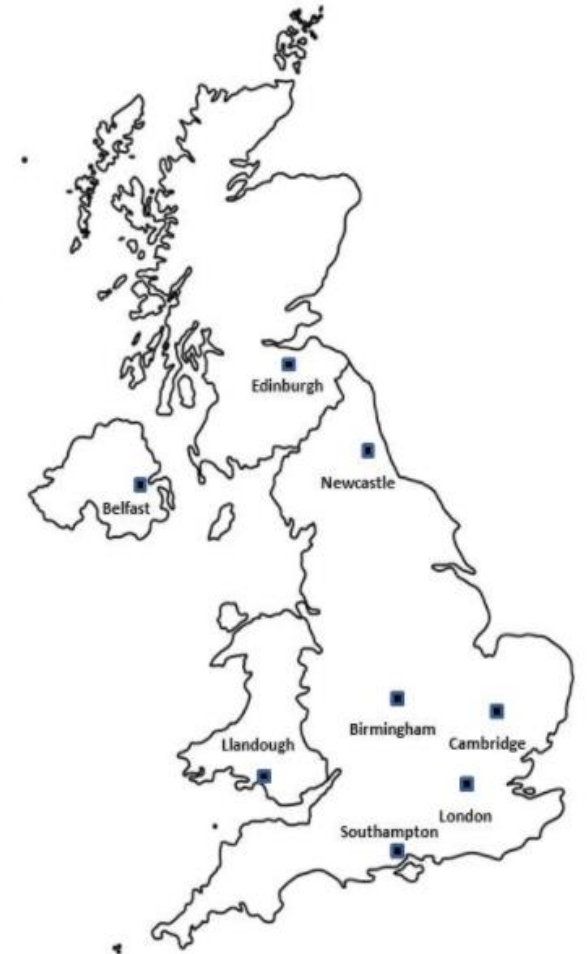 Edinburgh
Newcastle
Belfast
Birmingham
Cambridge
Llandough
London
Southampton